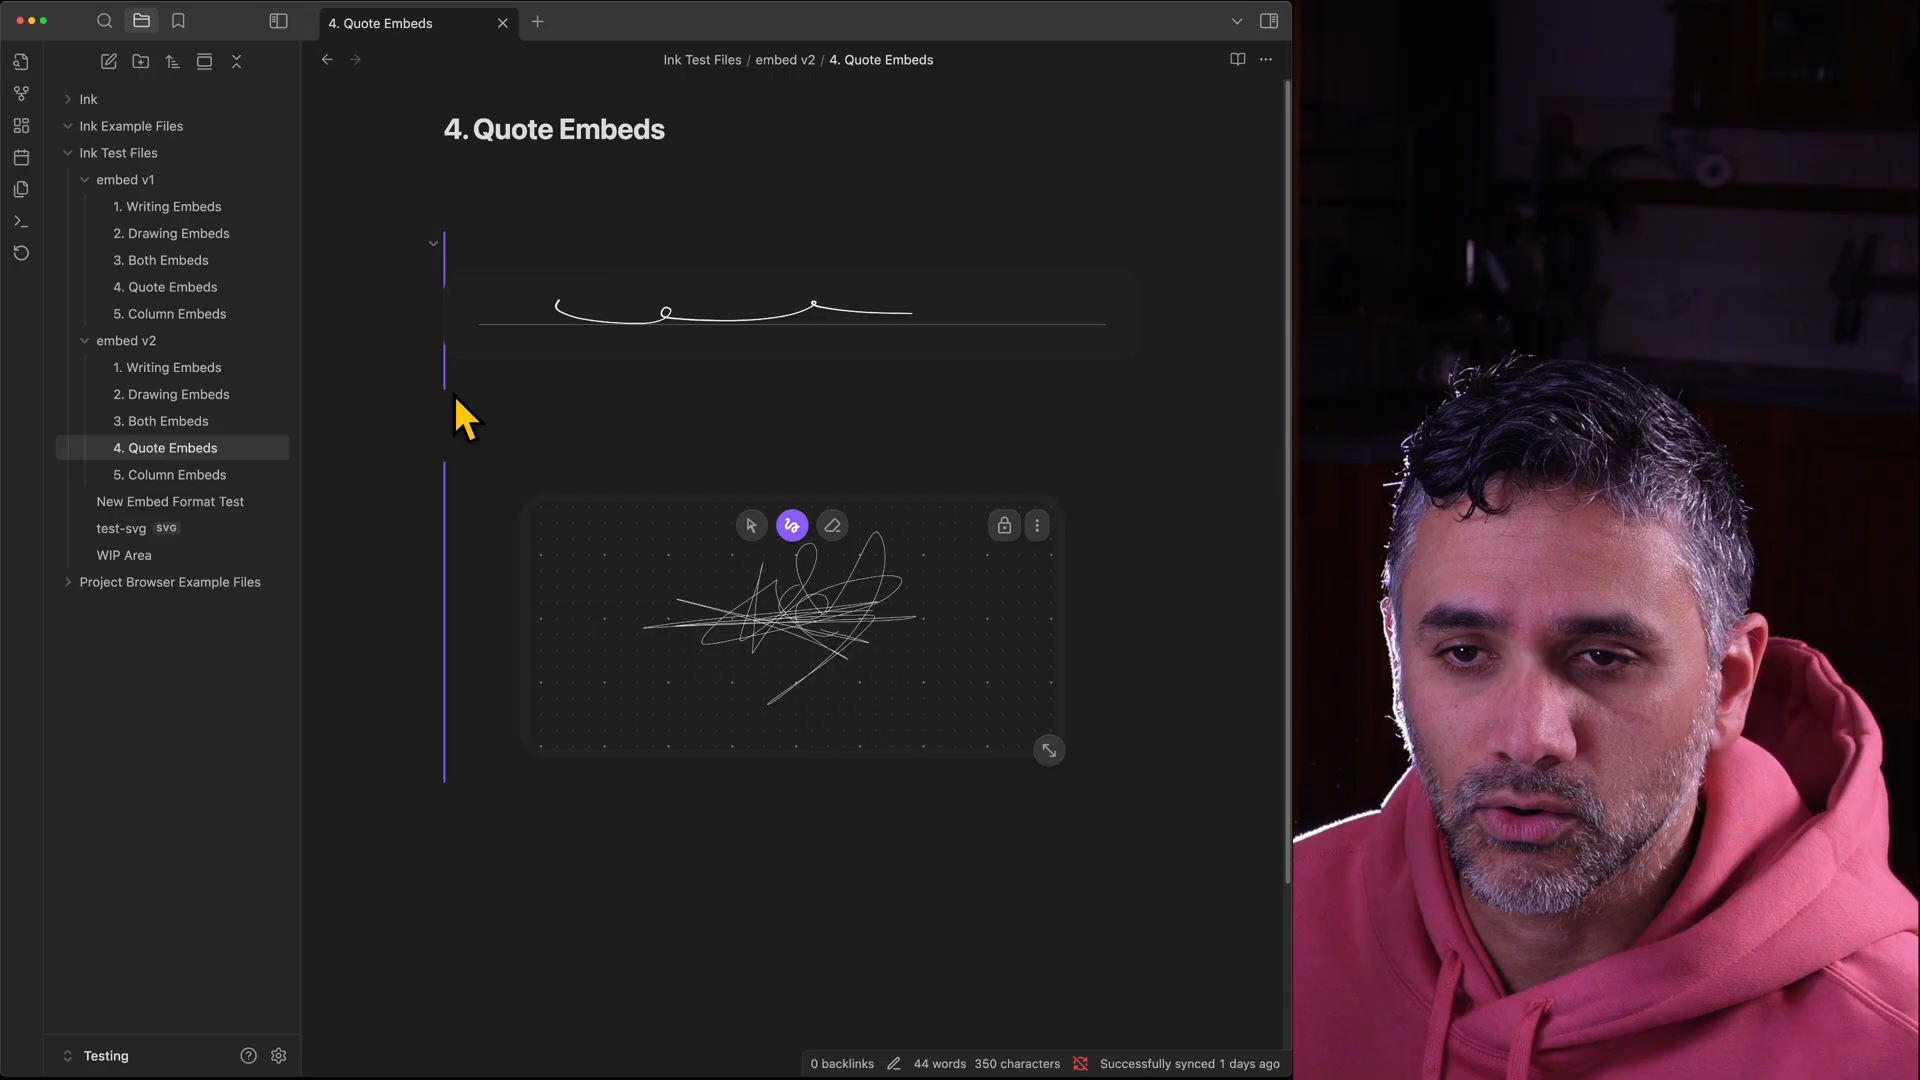 4. Quote Embeds
Ink Test Files / embed v2 / 4. Quote Embeds
Ink
Ink Example Files
Ink Test Files
embed v1
1. Writing Embeds
2. Drawing Embeds
3. Both Embeds
4. Quote Embeds
5. Column Embeds
embed v2
1. Writing Embeds
2. Drawing Embeds
3. Both Embeds
4. Quote Embeds
5. Column Embeds
New Embed Format Test
test-svg SVG
WIP Area
Project Browser Example Files
Testing
4. Quote Embeds
0 backlinks 44 words 350 characters Successfully synced 1 days ago